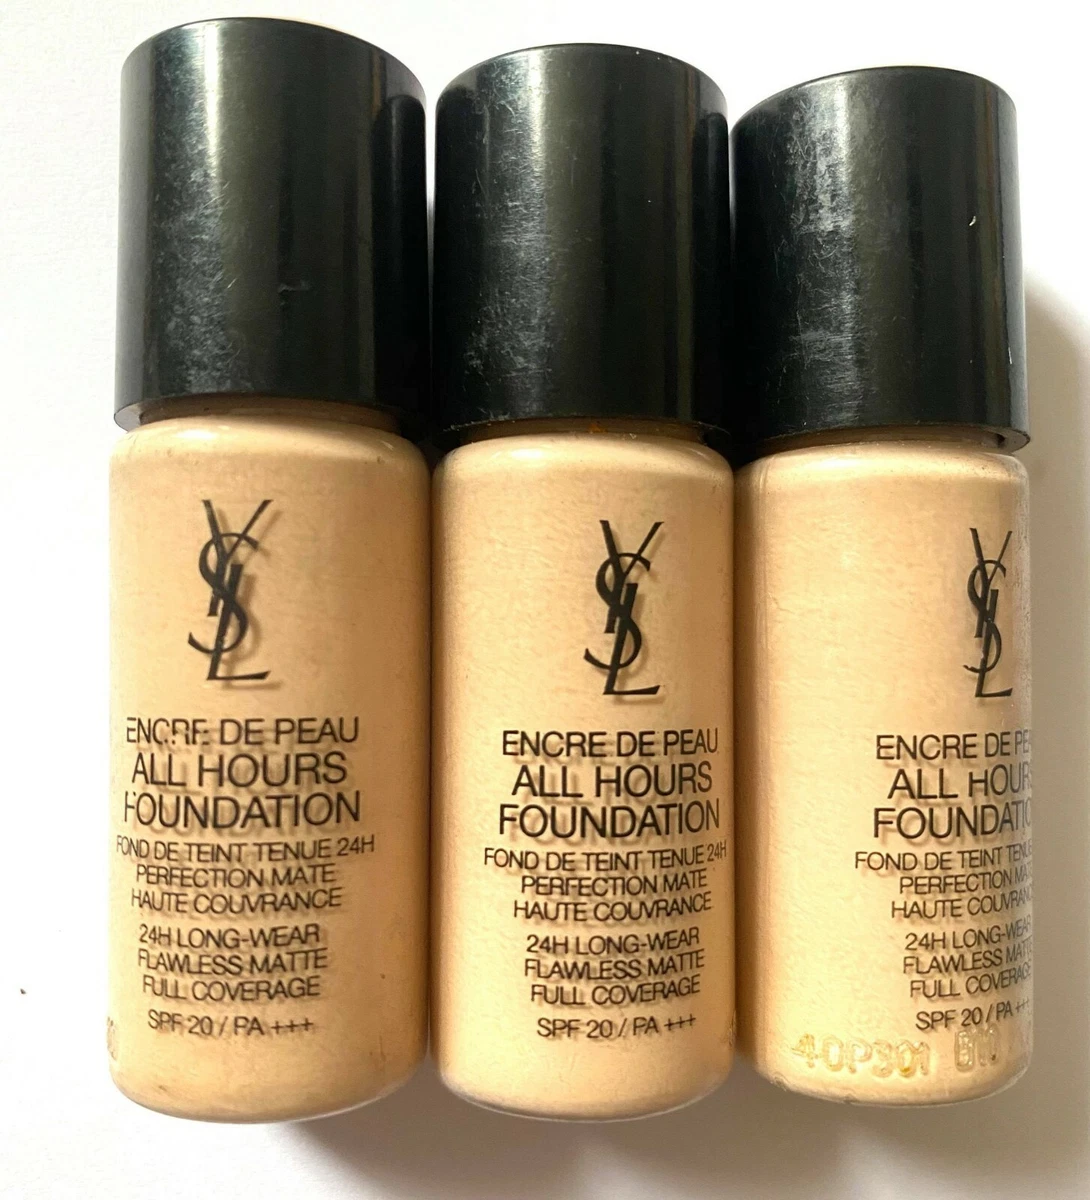 YSL
ENCRE DE PEAU
ALL HOURS
FOUNDATION
FOND DE TEINT TENUE 24H
PERFECTION MATE
HAUTE COUVRANCE
24H LONG-WEAR
FLAWLESS MATTE
FULL COVERAGE
SPF 20 / PA +++
YSL
ENCRE DE PEAU
ALL HOURS
FOUNDATION
FOND DE TEINT TENUE 24H
PERFECTION MATE
HAUTE COUVRANCE
24H LONG-WEAR
FLAWLESS MATTE
FULL COVERAGE
SPF 20 / PA +++
YSL
ENCRE DE
ALL HOURS
FOUNDATIO
FOND DE TEINT TENUE
PERFECTION MA
HAUTE COUVRANC
24H LONG-WEAR
FLAWLESS MAT
FULL COVERAGE
SPF 20 / PA ++
40P301